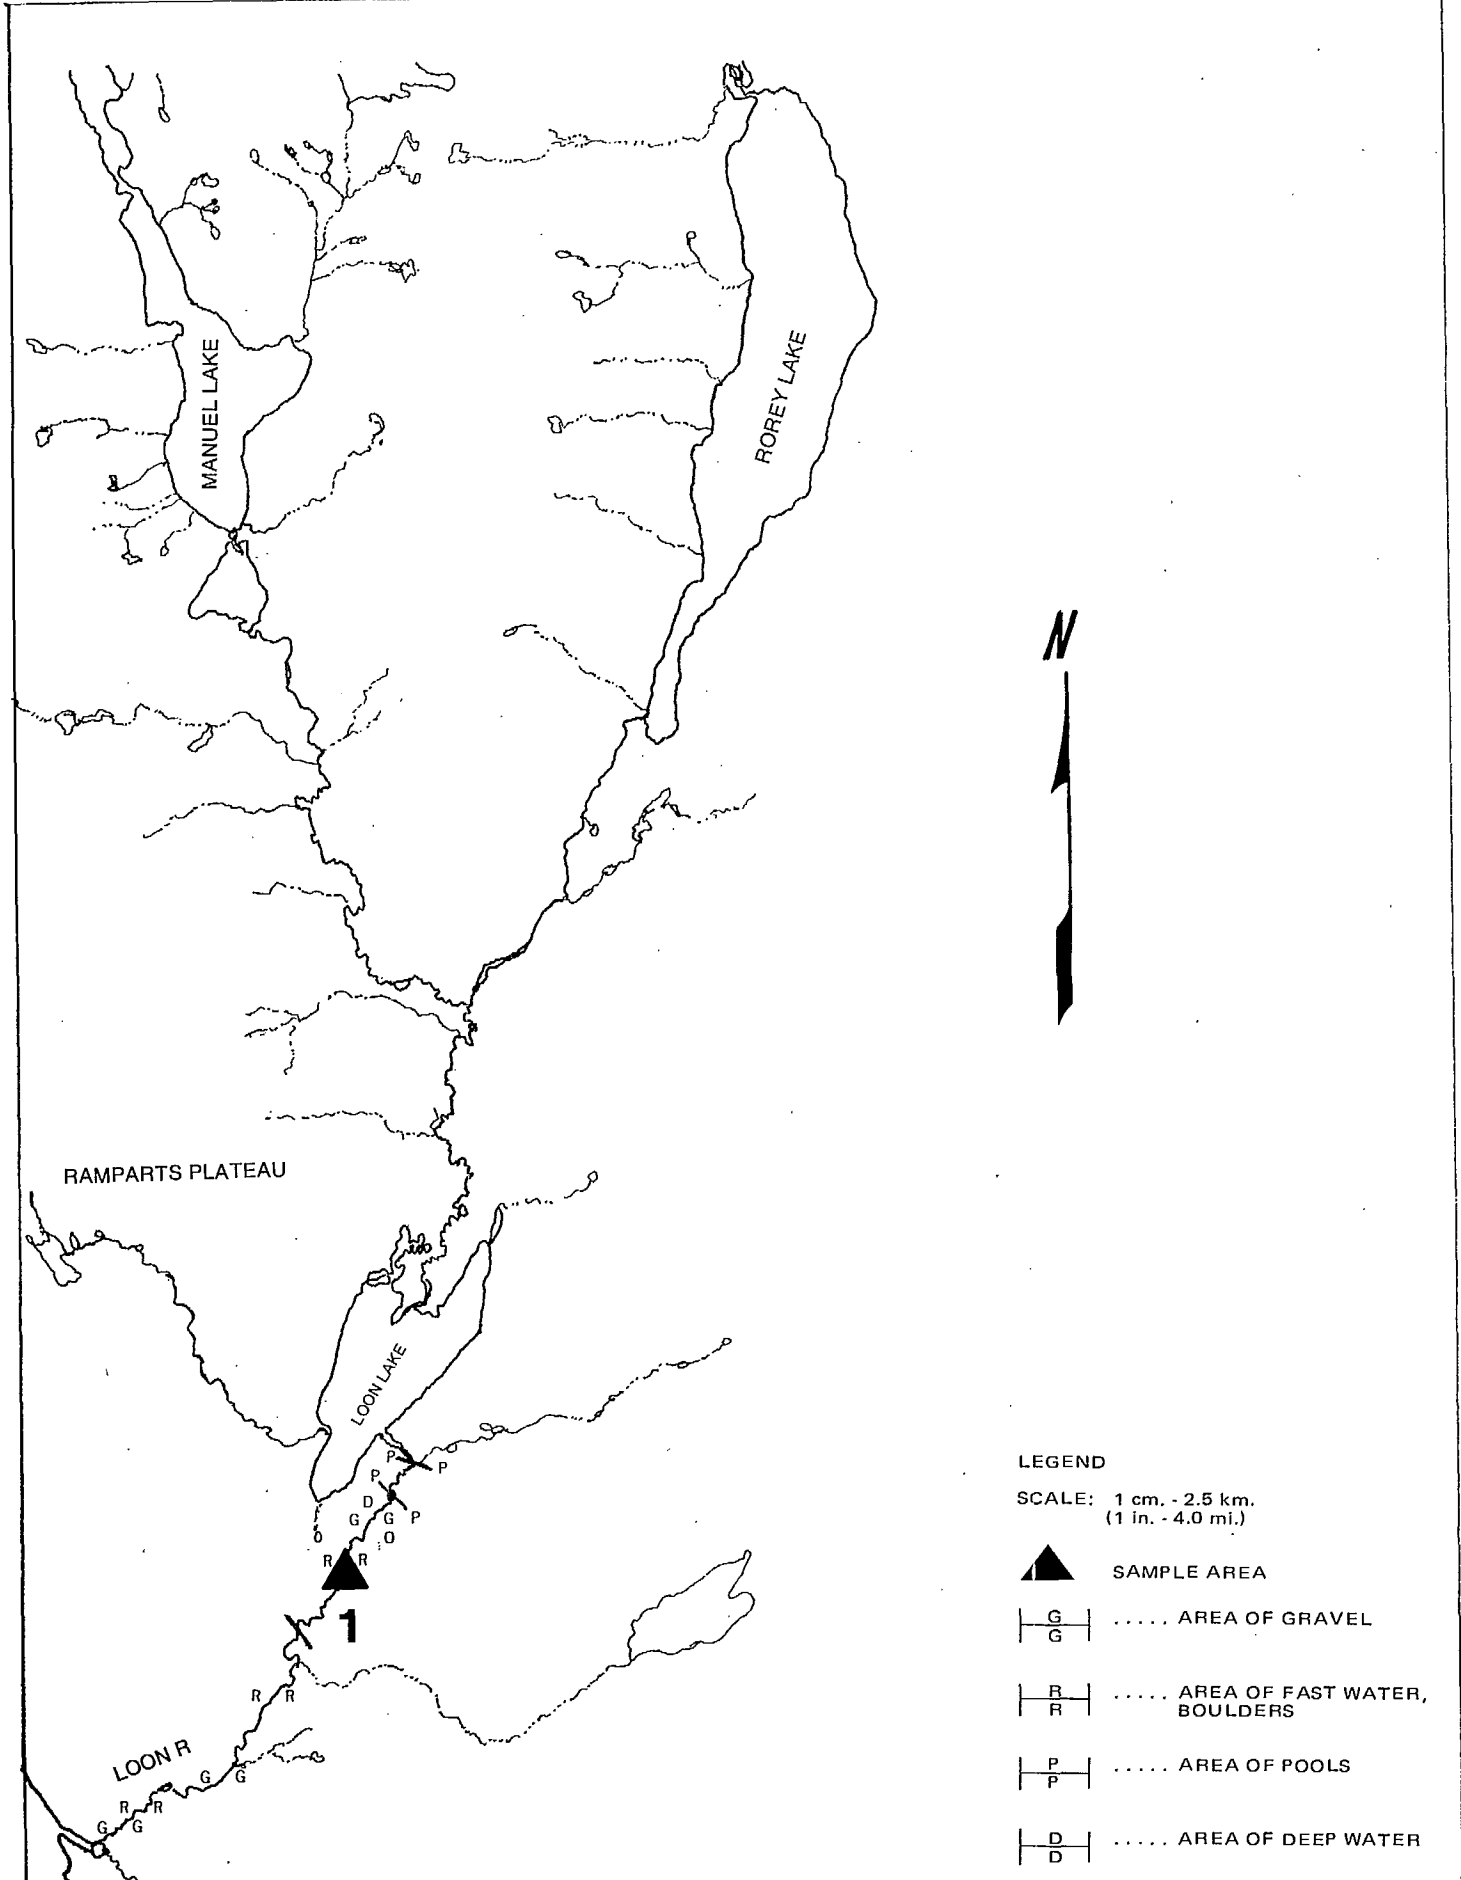 MANUEL LAKE
ROREY LAKE
N
RAMPARTS PLATEAU
LOON LAKE
P P
P
D
G G P
O
R R
1
R R
LOON R
G G
R R
G G
LEGEND
SCALE: 1 cm. - 2.5 km.
(1 in. - 4.0 mi.)
SAMPLE AREA
G
G ..... AREA OF GRAVEL
R
R ..... AREA OF FAST WATER,
BOULDERS
P
P ..... AREA OF POOLS
D
D ..... AREA OF DEEP WATER